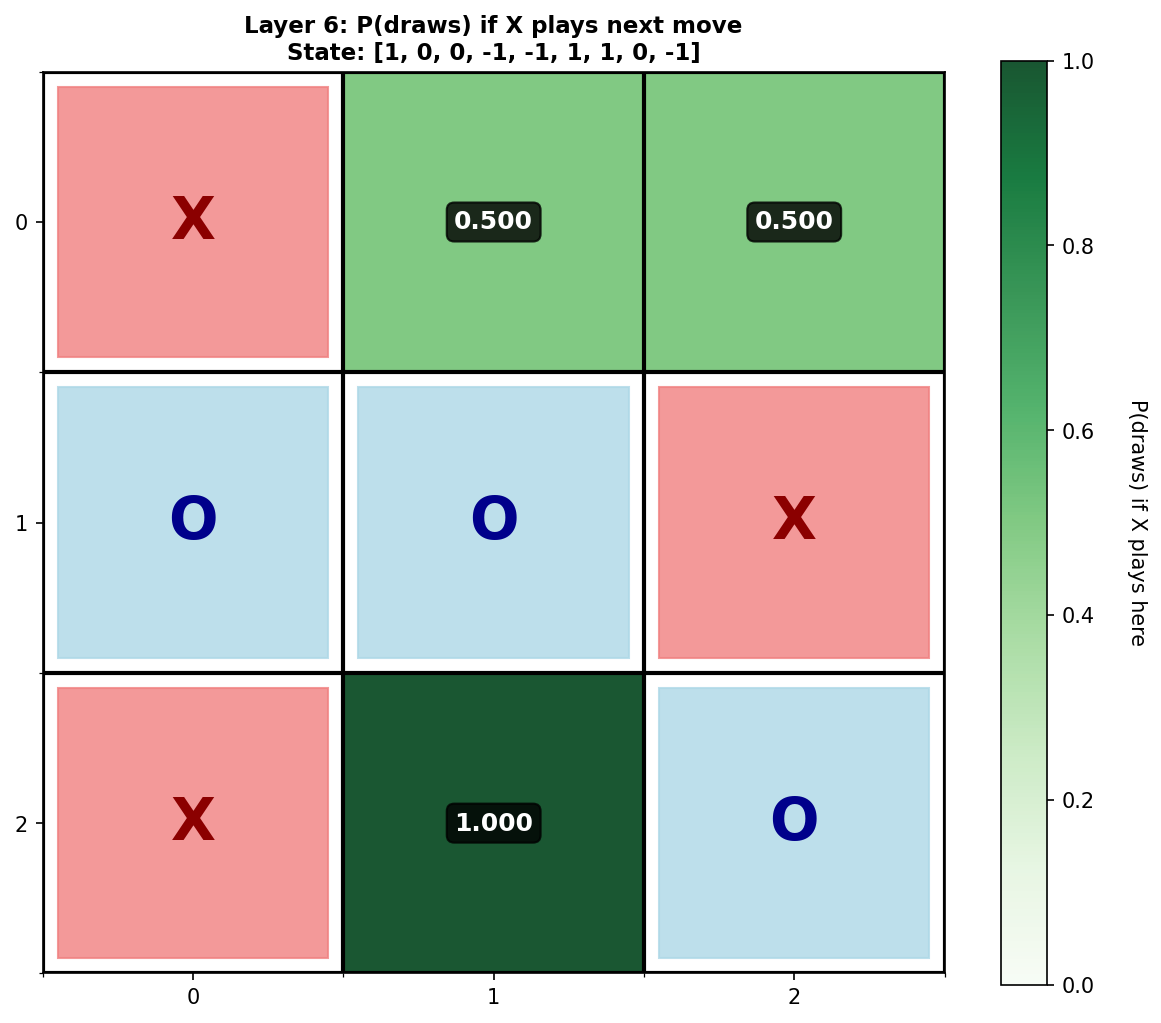 Layer 6: P(draws) if X plays next move
State: [1, 0, 0, -1, -1, 1, 1, 0, -1]
X
0.500
0.500
O
O
X
X
1.000
O
0
1
2
0
1
2
1.0
0.8
0.6
0.4
0.2
0.0
P(draws) if X plays here